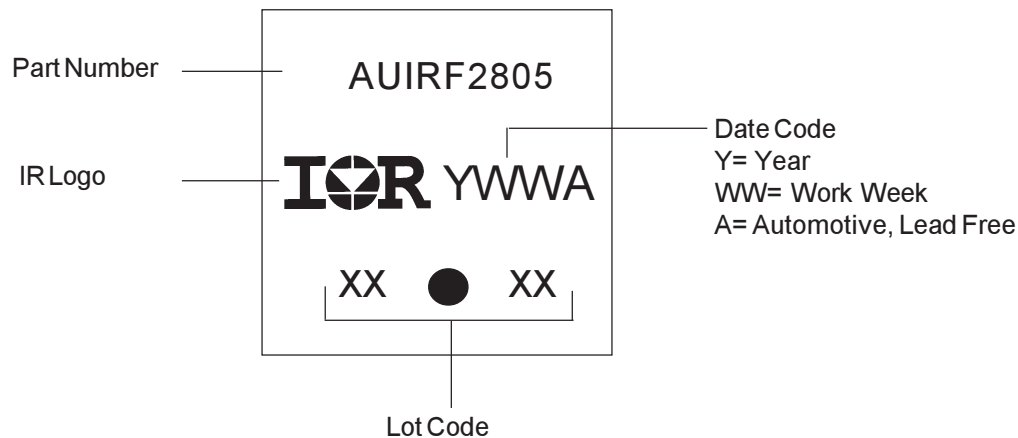 Part Number
AUIRF2805
Date Code
Y= Year
WW= Work Week
A= Automotive, Lead Free
IR Logo
IOR YWWA
XX XX
Lot Code